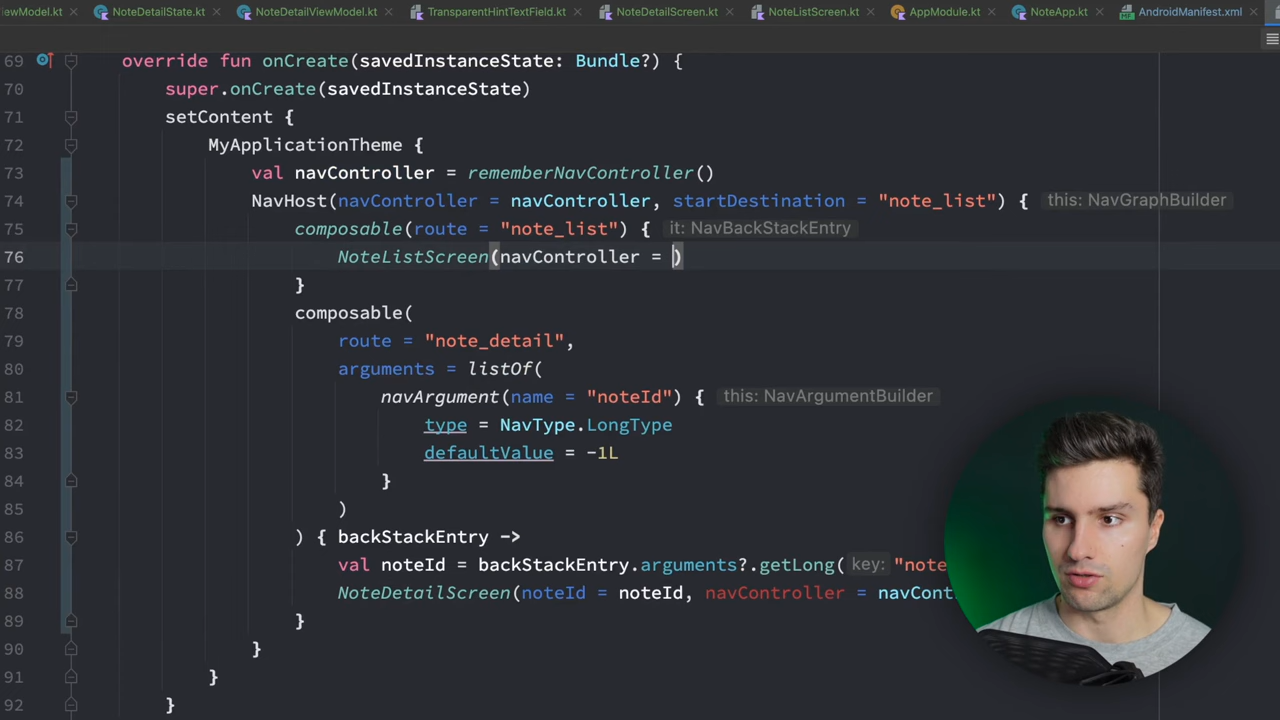 iewModel.kt NoteDetailState.kt NoteDetailViewModel.kt TransparentHintTextField.kt NoteDetailScreen.kt NoteListScreen.kt AppModule.kt NoteApp.kt AndroidManifest.xml
69 override fun onCreate(savedInstanceState: Bundle?) {
70 super.onCreate(savedInstanceState)
71 setContent {
72 MyApplicationTheme {
73 val navController = rememberNavController()
74 NavHost(navController = navController, startDestination = "note_list") { this: NavGraphBuilder
75 composable(route = "note_list") { it: NavBackStackEntry
76 NoteListScreen(navController = )
77 }
78 composable(
79 route = "note_detail",
80 arguments = listOf(
81 navArgument(name = "noteId") { this: NavArgumentBuilder
82 type = NavType.LongType
83 defaultValue = -1L
84 }
85 )
86 ) { backStackEntry ->
87 val noteId = backStackEntry.arguments?.getLong( key: "note
88 NoteDetailScreen(noteId = noteId, navController = navCont
89 }
90 }
91 }
92 }